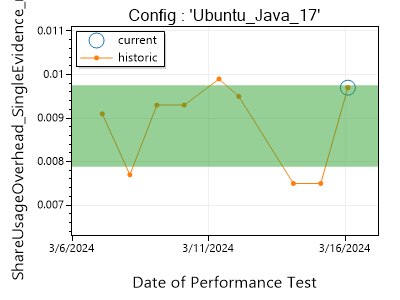 Config : 'Ubuntu_Java_17'
current
historic
0.011
0.01
0.009
0.008
0.007
ShareUsageOverhead_SingleEvidence_
3/6/2024
3/11/2024
3/16/2024
Date of Performance Test